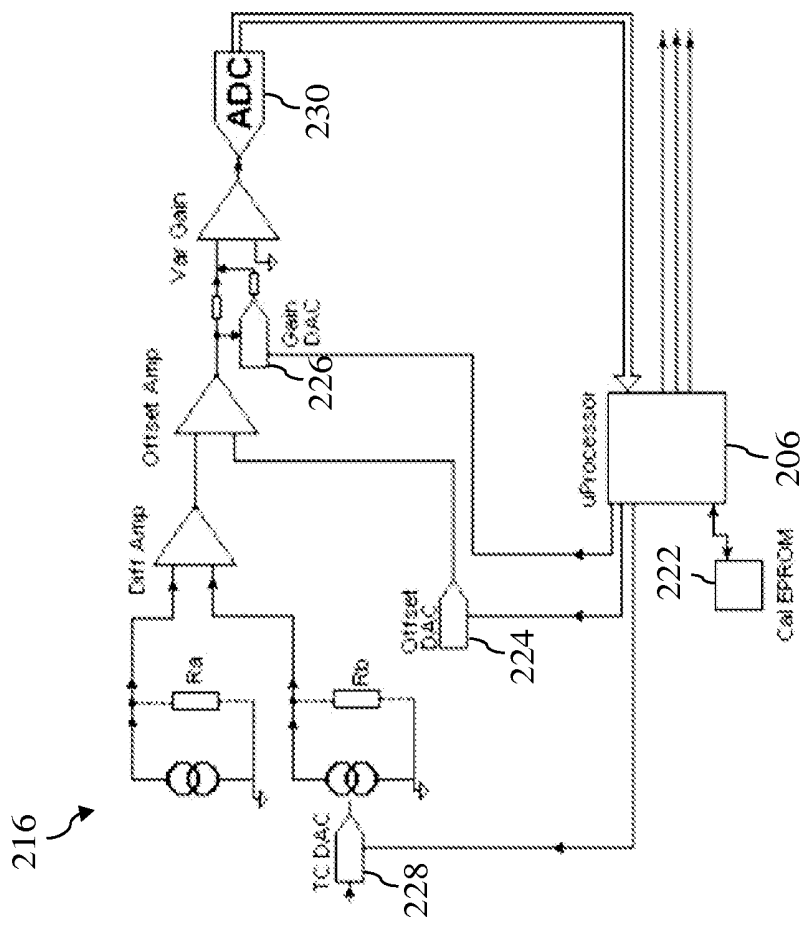 216
TC DAC
228
Ra
Rb
Diff Amp
Offset
DAC
224
Offset Amp
Gain
DAC
226
Var Gain
ADC
230
uProcessor
206
222
Cal EPROM